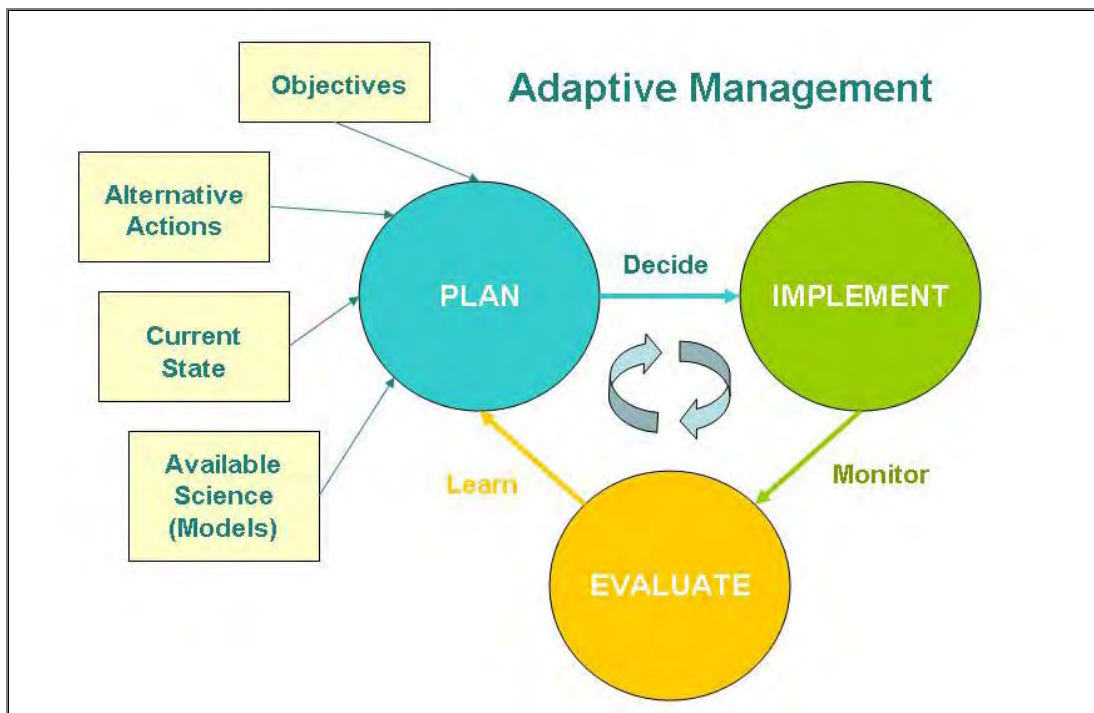 Objectives
Adaptive Management
Alternative
Actions
Decide
PLAN
IMPLEMENT
Current
State
Available
Science
(Models)
Learn
Monitor
EVALUATE